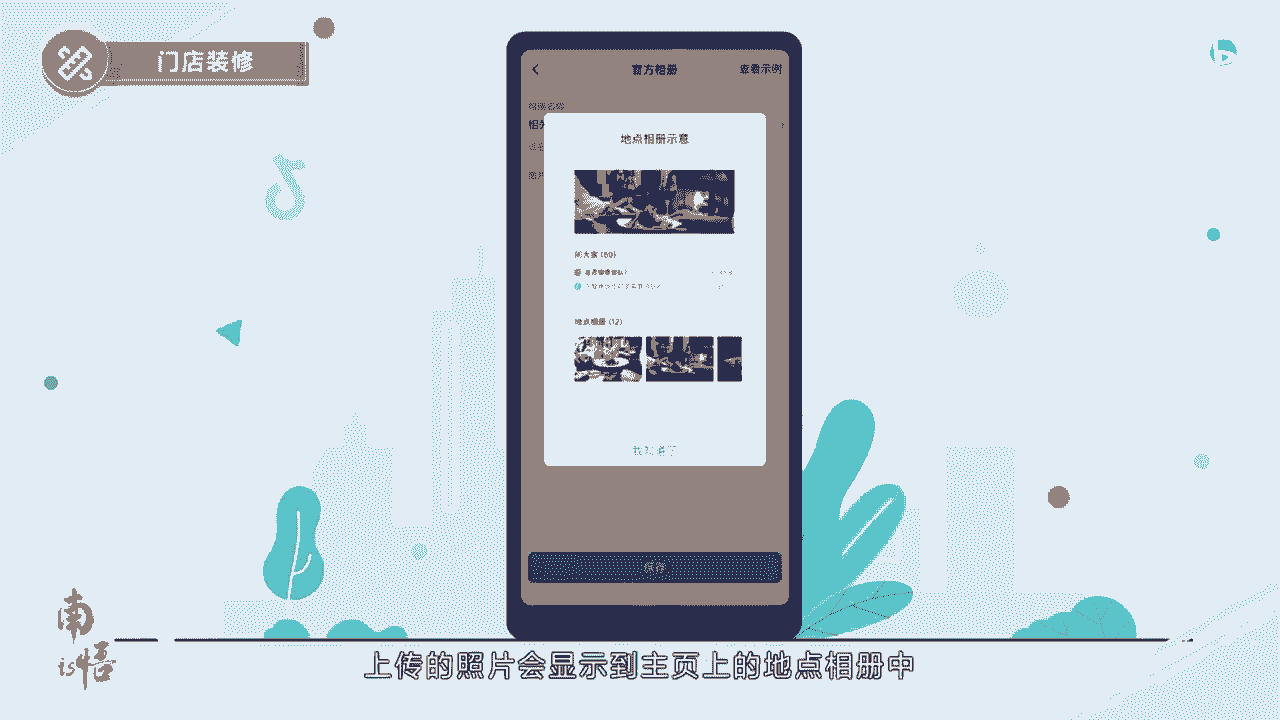 门店装修
官方相册
查看示例
相册名称
地点相册示意
问大家 (60)
地点相册 (12)
我知道了
保存
南
is悟
上传的照片会显示到主页上的地点相册中